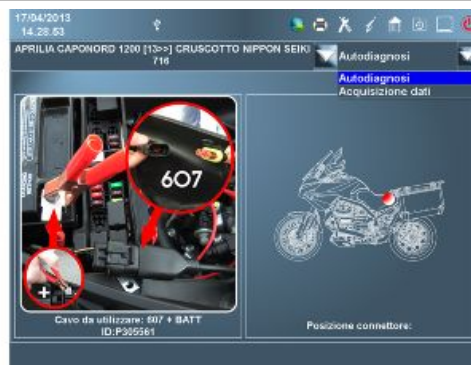 17/04/2013
14.28.53
APRILIA CAPONORD 1200 [13>>] CRUSCOTTO NIPPON SEIKI
716
Autodiagnosi
Autodiagnosi
Acquisizione dati
607
Cavo da utilizzare: 607 + BATT
ID:P305561
Posizione connettore: